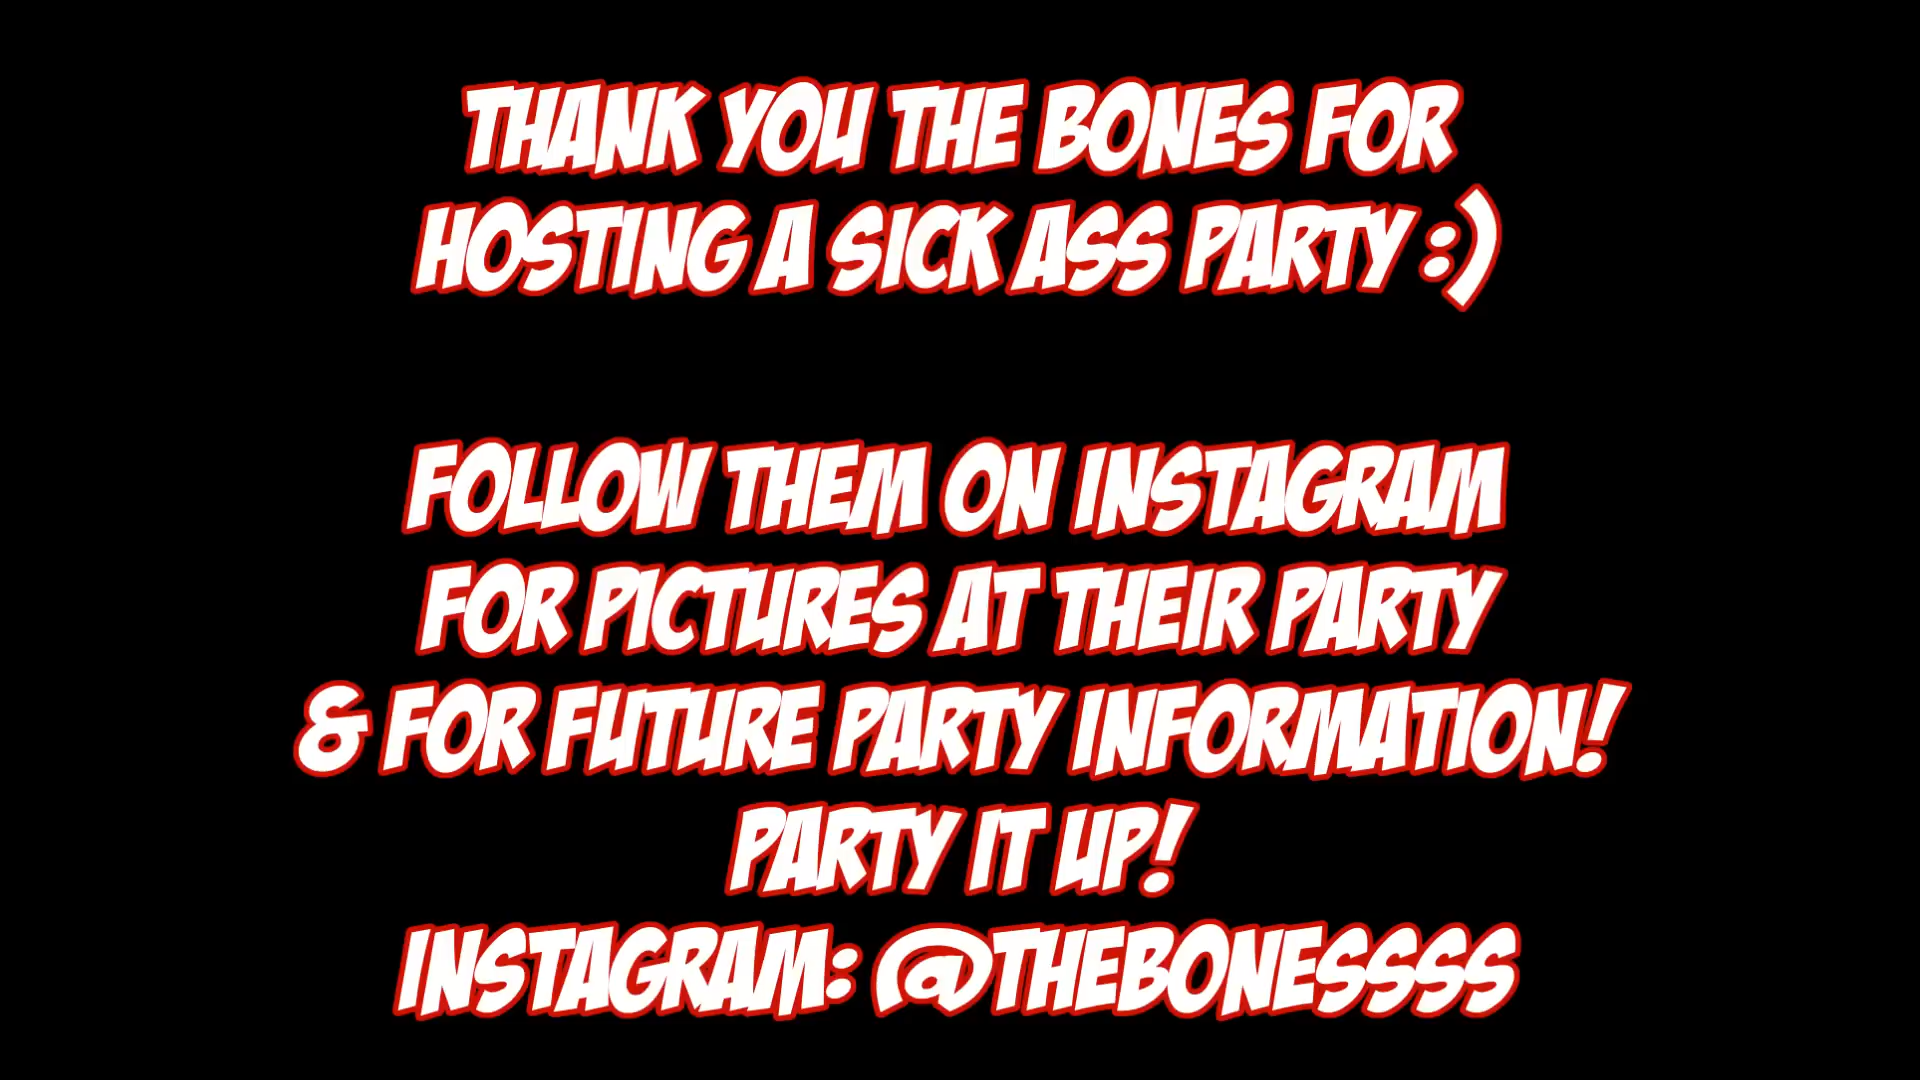 THANK YOU THE BONES FOR
HOSTING A SICK ASS PARTY :)
FOLLOW THEM ON INSTAGRAM
FOR PICTURES AT THEIR PARTY
& FOR FUTURE PARTY INFORMATION!
PARTY IT UP!
INSTAGRAM: @THEBONESSSS